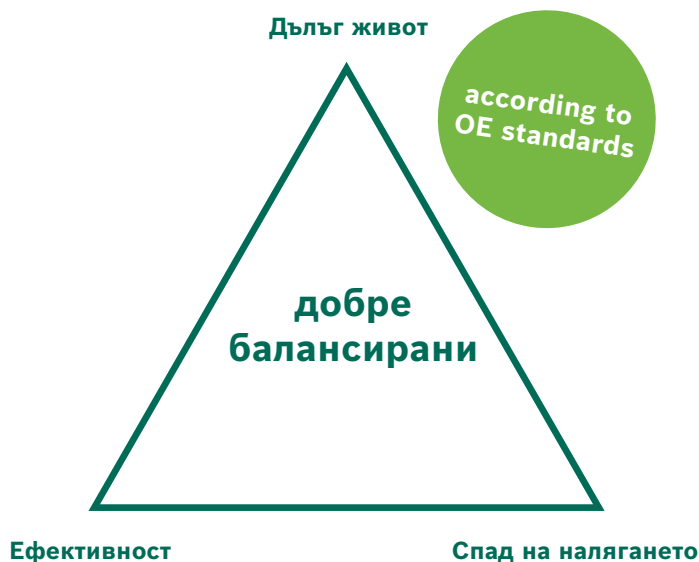 Дълъг живот
according to
OE standards
добре
балансирани
Ефективност
Спад на налягането